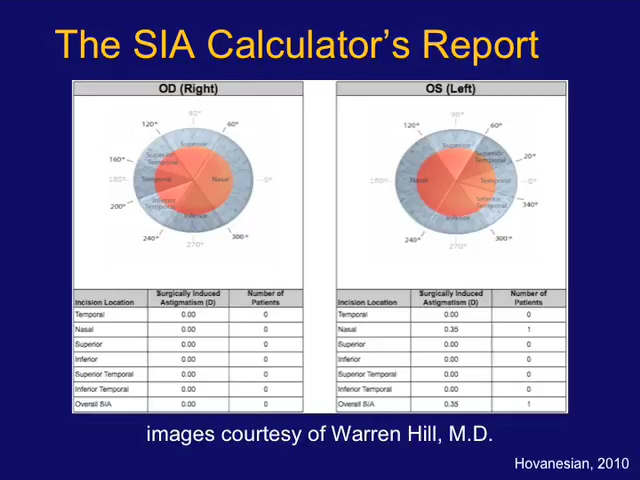 The SIA Calculator's Report
OD (Right)
90°
120°
60°
160°
Superior
Superior
Temporal
180°
Temporal
Nasal
0°
200°
Inferior
Temporal
Inferior
240°
300°
270°
Incision Location
Surgically Induced
Astigmatism (D)
Number of
Patients
Temporal 0.00 0
Nasal 0.00 0
Superior 0.00 0
Inferior 0.00 0
Superior Temporal 0.00 0
Inferior Temporal 0.00 0
Overall SIA 0.00 0
OS (Left)
90°
120°
60°
Superior
Superior
Temporal
20°
180°
Nasal
Temporal
0°
Inferior
Temporal
340°
Inferior
240°
300°
270°
Incision Location
Surgically Induced
Astigmatism (D)
Number of
Patients
Temporal 0.00 0
Nasal 0.35 1
Superior 0.00 0
Inferior 0.00 0
Superior Temporal 0.00 0
Inferior Temporal 0.00 0
Overall SIA 0.35 1
images courtesy of Warren Hill, M.D.
Hovanesian, 2010